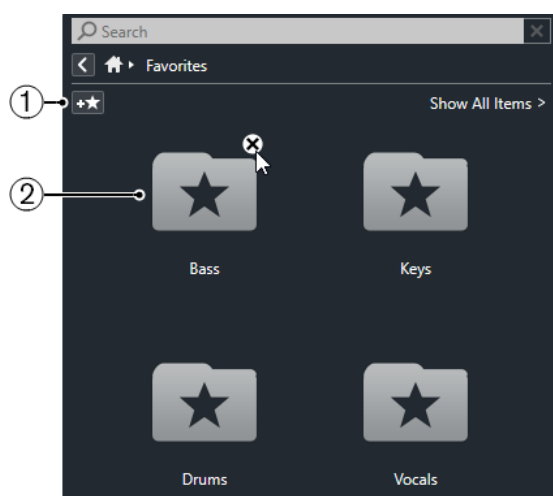 Search
Favorites
1
Show All Items >
2
Bass Keys
Drums Vocals